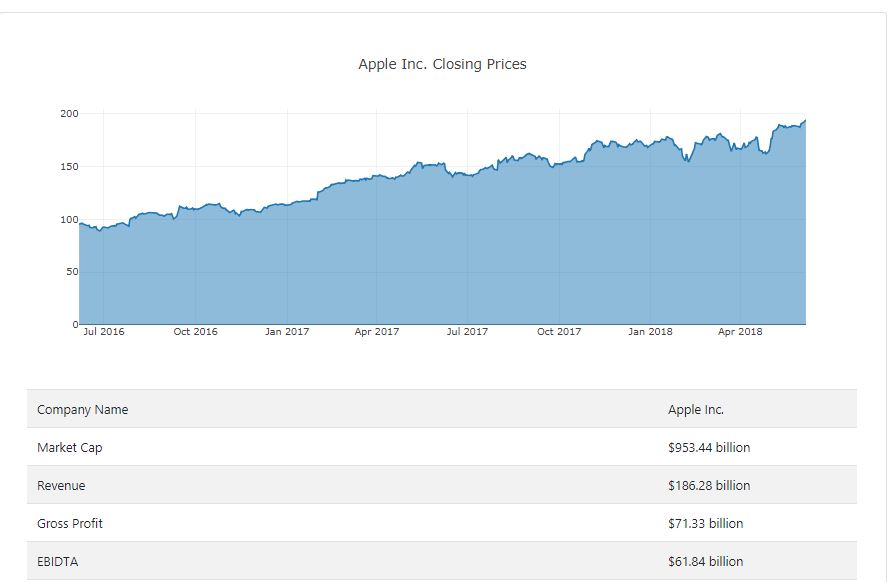 Apple Inc. Closing Prices
200
150
100
50
0
Jul 2016 Oct 2016 Jan 2017 Apr 2017 Jul 2017 Oct 2017 Jan 2018 Apr 2018
Company Name Apple Inc.
Market Cap $953.44 billion
Revenue $186.28 billion
Gross Profit $71.33 billion
EBIDTA $61.84 billion